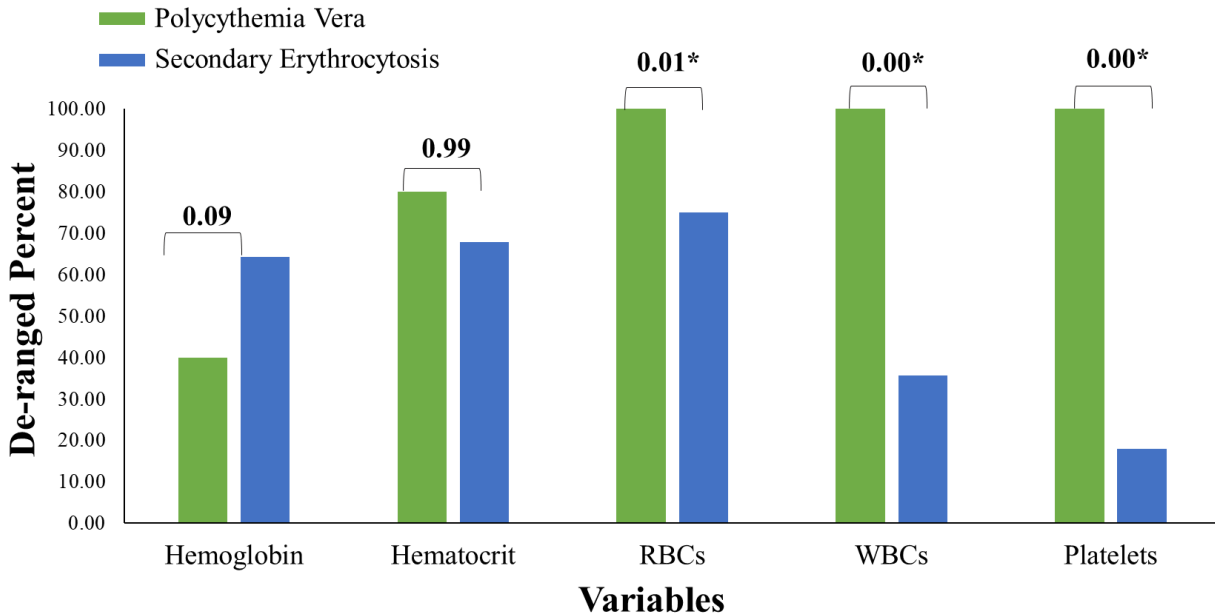 Polycythemia Vera
Secondary Erythrocytosis
0.01*
0.00*
0.00*
0.99
0.09
100.00
90.00
80.00
70.00
60.00
50.00
40.00
30.00
20.00
10.00
0.00
De-ranged Percent
Hemoglobin
Hematocrit
RBCs
WBCs
Platelets
Variables